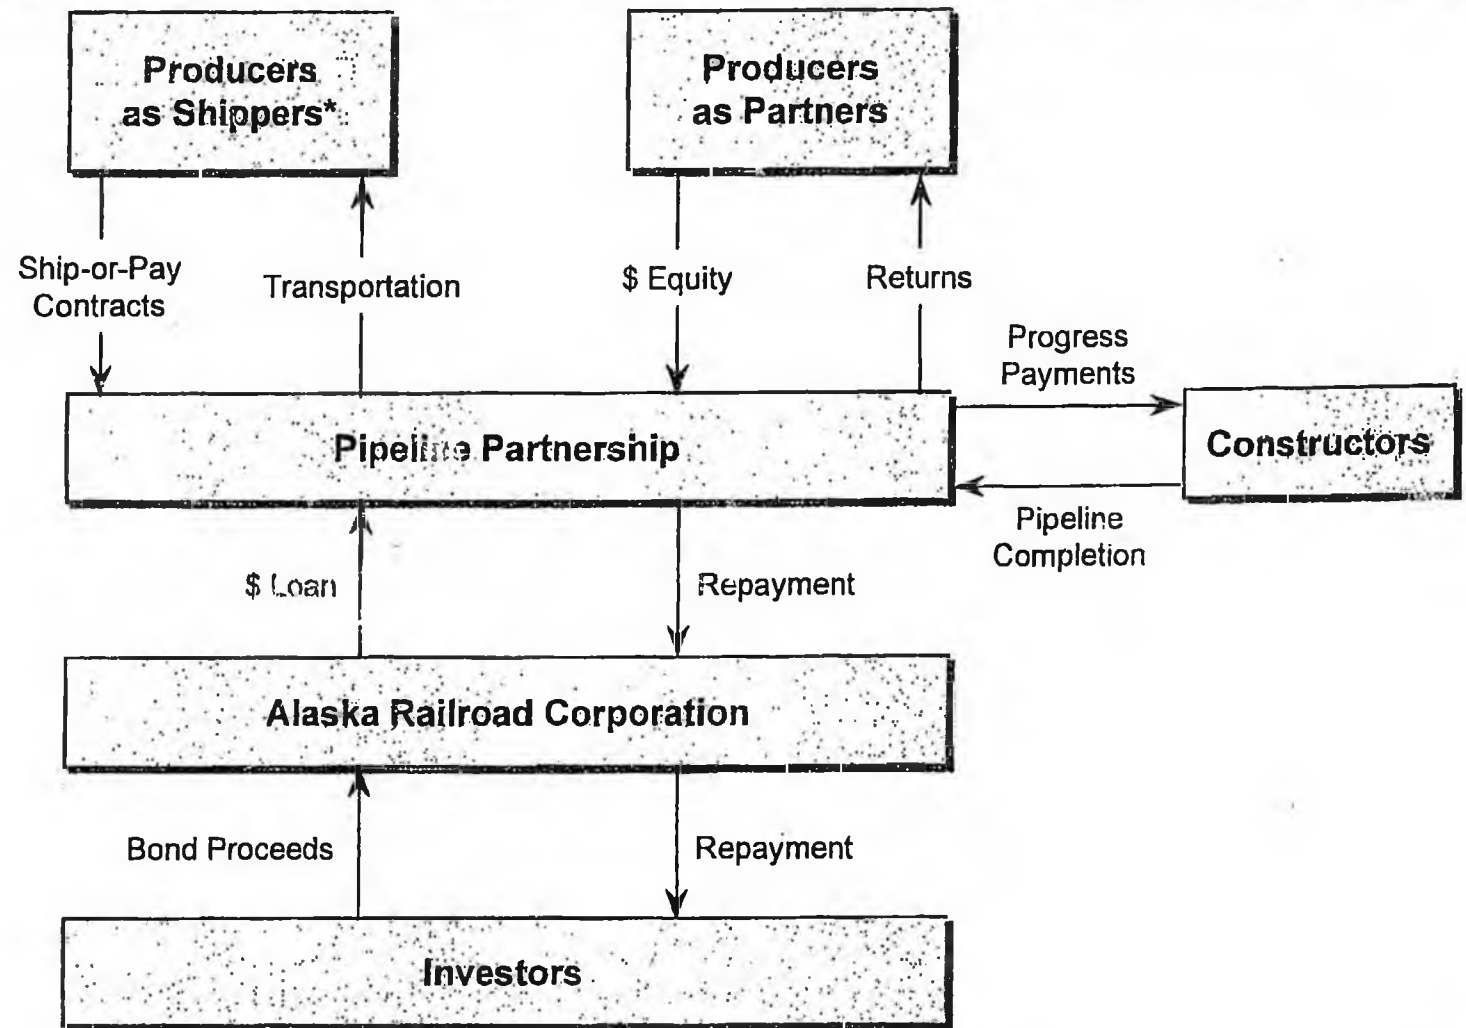 Producers
as Shippers*
Producers
as Partners
Ship-or-Pay
Contracts
Transportation
$ Equity
Returns
Progress
Payments
Pipeline Partnership
Constructors
Pipeline
Completion
$ Loan
Repayment
Alaska Railroad Corporation
Bond Proceeds
Repayment
Investors